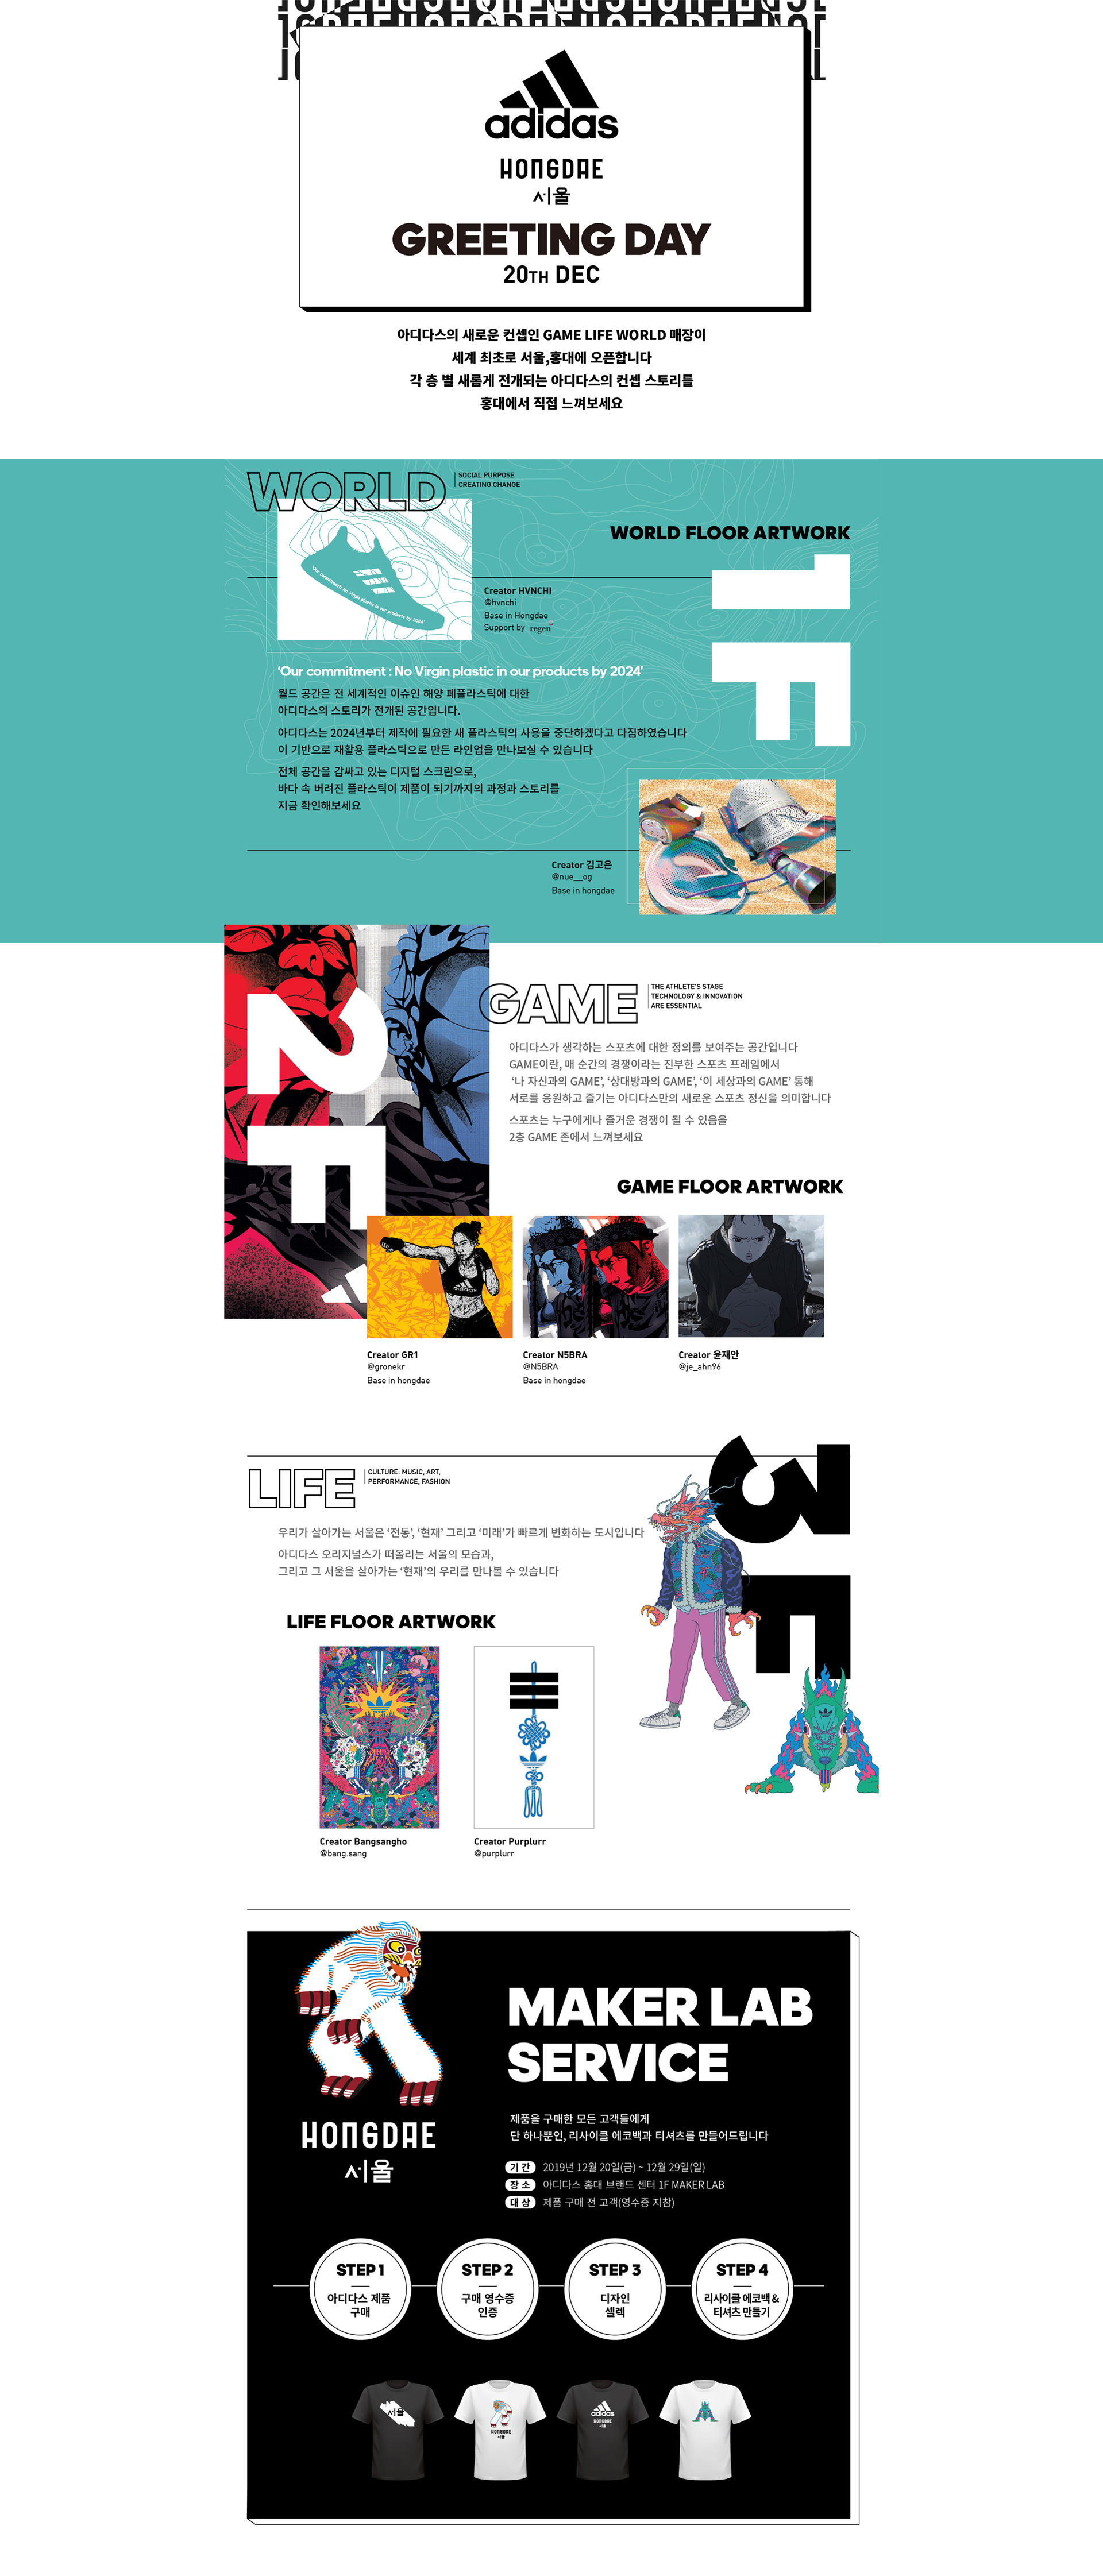 adidas
HONGDAE
서울
GREETING DAY
20TH DEC
아디다스의 새로운 컨셉인 GAME LIFE WORLD 매장이
세계 최초로 서울,홍대에 오픈합니다
각 층 별 새롭게 전개되는 아디다스의 컨셉 스토리를
홍대에서 직접 느껴보세요
WORLD
SOCIAL PURPOSE
CREATING CHANGE
WORLD FLOOR ARTWORK
1F
'Our commitment: No Virgin plastic in our products by 2024'
Creator HVNCHI
@hvnchi
Base in Hongdae
Support by regen
'Our commitment : No Virgin plastic in our products by 2024'
월드 공간은 전 세계적인 이슈인 해양 폐플라스틱에 대한
아디다스의 스토리가 전개된 공간입니다.
아디다스는 2024년부터 제작에 필요한 새 플라스틱의 사용을 중단하겠다고 다짐하였습니다
이 기반으로 재활용 플라스틱으로 만든 라인업을 만나보실 수 있습니다
전체 공간을 감싸고 있는 디지털 스크린으로,
바다 속 버려진 플라스틱이 제품이 되기까지의 과정과 스토리를
지금 확인해보세요
Creator 김고은
@nue__og
Base in hongdae
2F
GAME
THE ATHLETE'S STAGE
TECHNOLOGY & INNOVATION
ARE ESSENTIAL
아디다스가 생각하는 스포츠에 대한 정의를 보여주는 공간입니다
GAME이란, 매 순간의 경쟁이라는 진부한 스포츠 프레임에서
‘나 자신과의 GAME’, ‘상대방과의 GAME’, ‘이 세상과의 GAME’ 통해
서로를 응원하고 즐기는 아디다스만의 새로운 스포츠 정신을 의미합니다
스포츠는 누구에게나 즐거운 경쟁이 될 수 있음을
2층 GAME 존에서 느껴보세요
GAME FLOOR ARTWORK
adidas
Creator GR1
@gronekr
Base in hongdae
Creator N5BRA
@N5BRA
Base in hongdae
Creator 윤재안
@je_ahn96
3F
LIFE
CULTURE: MUSIC, ART,
PERFORMANCE, FASHION
우리가 살아가는 서울은 ‘전통’, ‘현재’ 그리고 ‘미래’가 빠르게 변화하는 도시입니다
아디다스 오리지널스가 떠올리는 서울의 모습과,
그리고 그 서울을 살아가는 ‘현재’의 우리를 만나볼 수 있습니다
LIFE FLOOR ARTWORK
Creator Bangsangho
@bang.sang
Creator Purplurr
@purplurr
MAKER LAB
SERVICE
HONGDAE
서울
제품을 구매한 모든 고객들에게
단 하나뿐인, 리사이클 에코백과 티셔츠를 만들어드립니다
기 간 2019년 12월 20일(금) ~ 12월 29일(일)
장 소 아디다스 홍대 브랜드 센터 1F MAKER LAB
대 상 제품 구매 전 고객(영수증 지참)
STEP 1
아디다스 제품
구매
STEP 2
구매 영수증
인증
STEP 3
디자인
셀렉
STEP 4
리사이클 에코백 &
티셔츠 만들기
서울
HONGDAE
서울
adidas
HONGDAE
서울